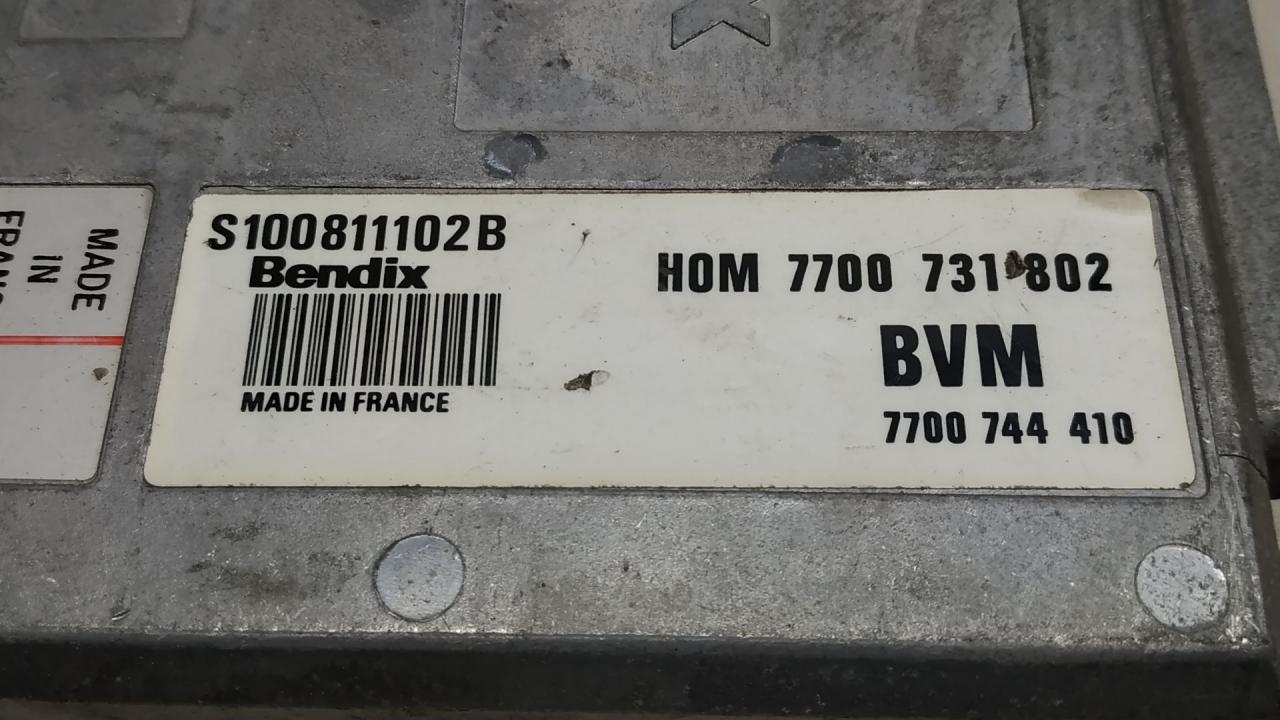 S100811102B
Bendix
MADE IN FRANCE
HOM 7700 731 802
BVM
7700 744 410
MADE
IN